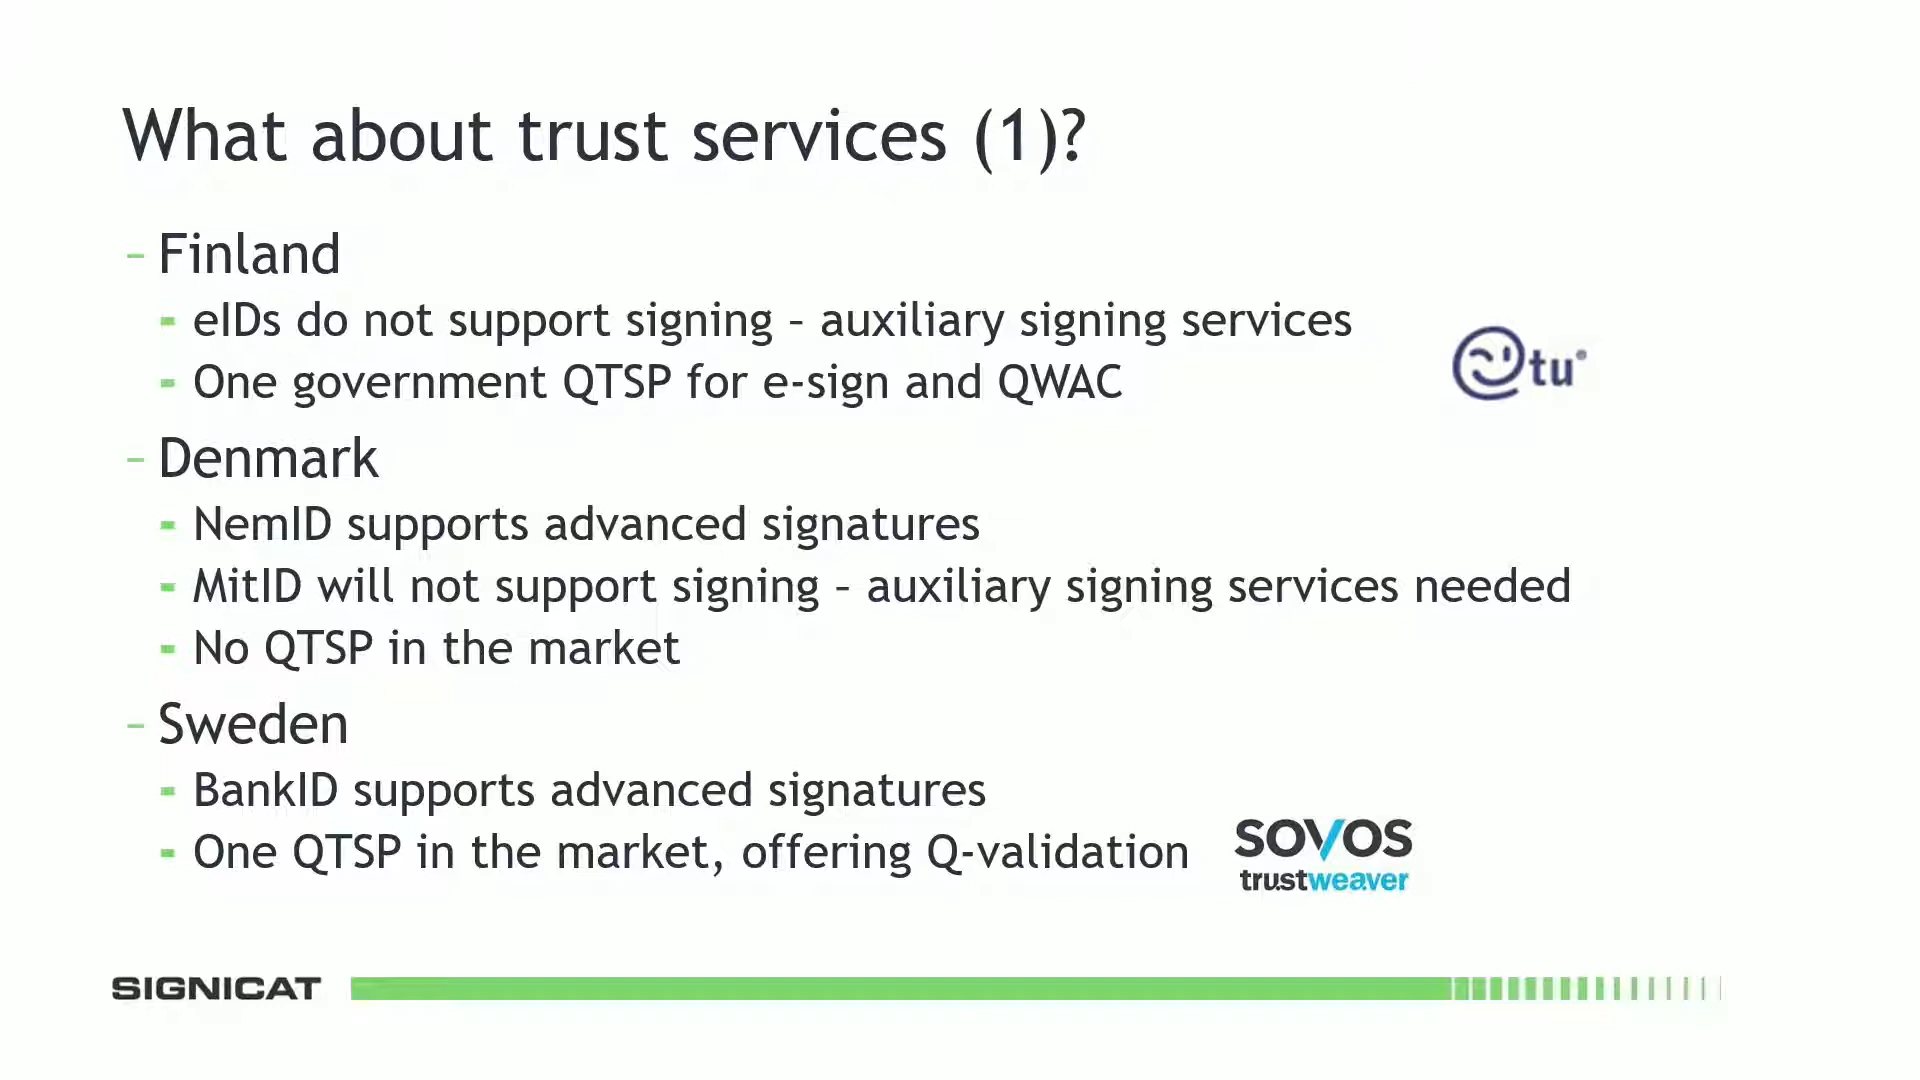 What about trust services (1)?
– Finland
- eIDs do not support signing – auxiliary signing services
- One government QTSP for e-sign and QWAC
tu®
– Denmark
- NemID supports advanced signatures
- MitID will not support signing – auxiliary signing services needed
- No QTSP in the market
– Sweden
- BankID supports advanced signatures
- One QTSP in the market, offering Q-validation
SOVOS
trustweaver
SIGNICAT